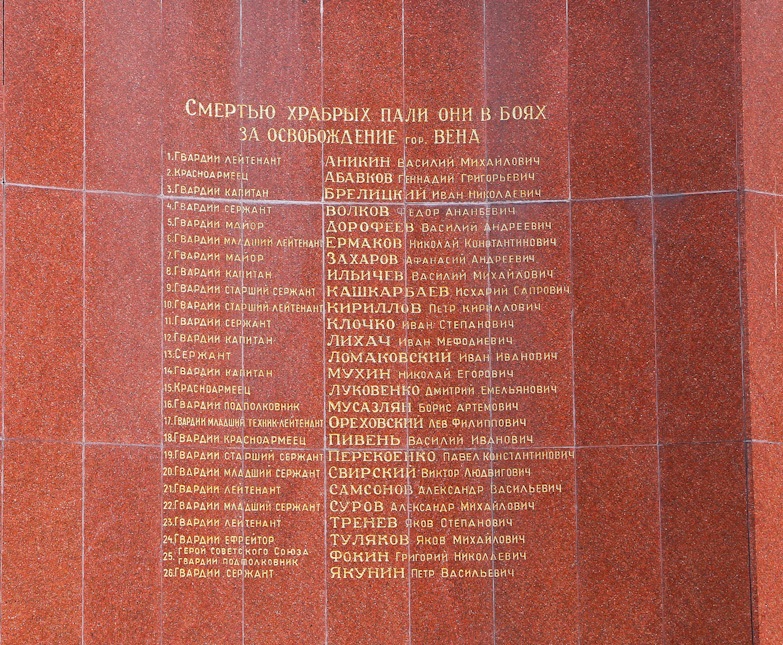 Смертью храбрых пали они в боях
за освобождение гор. Вена
1. Гвардии лейтенант Аникин Василий Михайлович
2. Красноармеец Абавков Геннадий Григорьевич
3. Гвардии капитан Брелицкий Иван Николаевич
4. Гвардии сержант Волков Федор Ананьевич
5. Гвардии майор Дорофеев Василий Андреевич
6. Гвардии младший лейтенант Ермаков Николай Константинович
7. Гвардии майор Захаров Афанасий Андреевич
8. Гвардии капитан Ильичев Василий Михайлович
9. Гвардии старший сержант Кашкарбаев Исхарий Сапрович
10. Гвардии старший лейтенант Кириллов Петр Кириллович
11. Гвардии сержант Клочко Иван Степанович
12. Гвардии капитан Лихач Иван Мефодиевич
13. Сержант Ломаковский Иван Иванович
14. Гвардии капитан Мухин Николай Егорович
15. Красноармеец Луковенко Дмитрий Емельянович
16. Гвардии подполковник Мусазлян Борис Артемович
17. Гвардии младший техник-лейтенант Ореховский Лев Филиппович
18. Гвардии красноармеец Пивень Василий Иванович
19. Гвардии старший сержант Перекоенко Павел Константинович
20. Гвардии младший сержант Свирский Виктор Людвигович
21. Гвардии лейтенант Самсонов Александр Васильевич
22. Гвардии младший сержант Суров Александр Михайлович
23. Гвардии лейтенант Тренев Яков Степанович
24. Гвардии ефрейтор Туляков Яков Михайлович
25. Герой Советского Союза гвардии подполковник Фокин Григорий Николаевич
26. Гвардии сержант Якунин Петр Васильевич